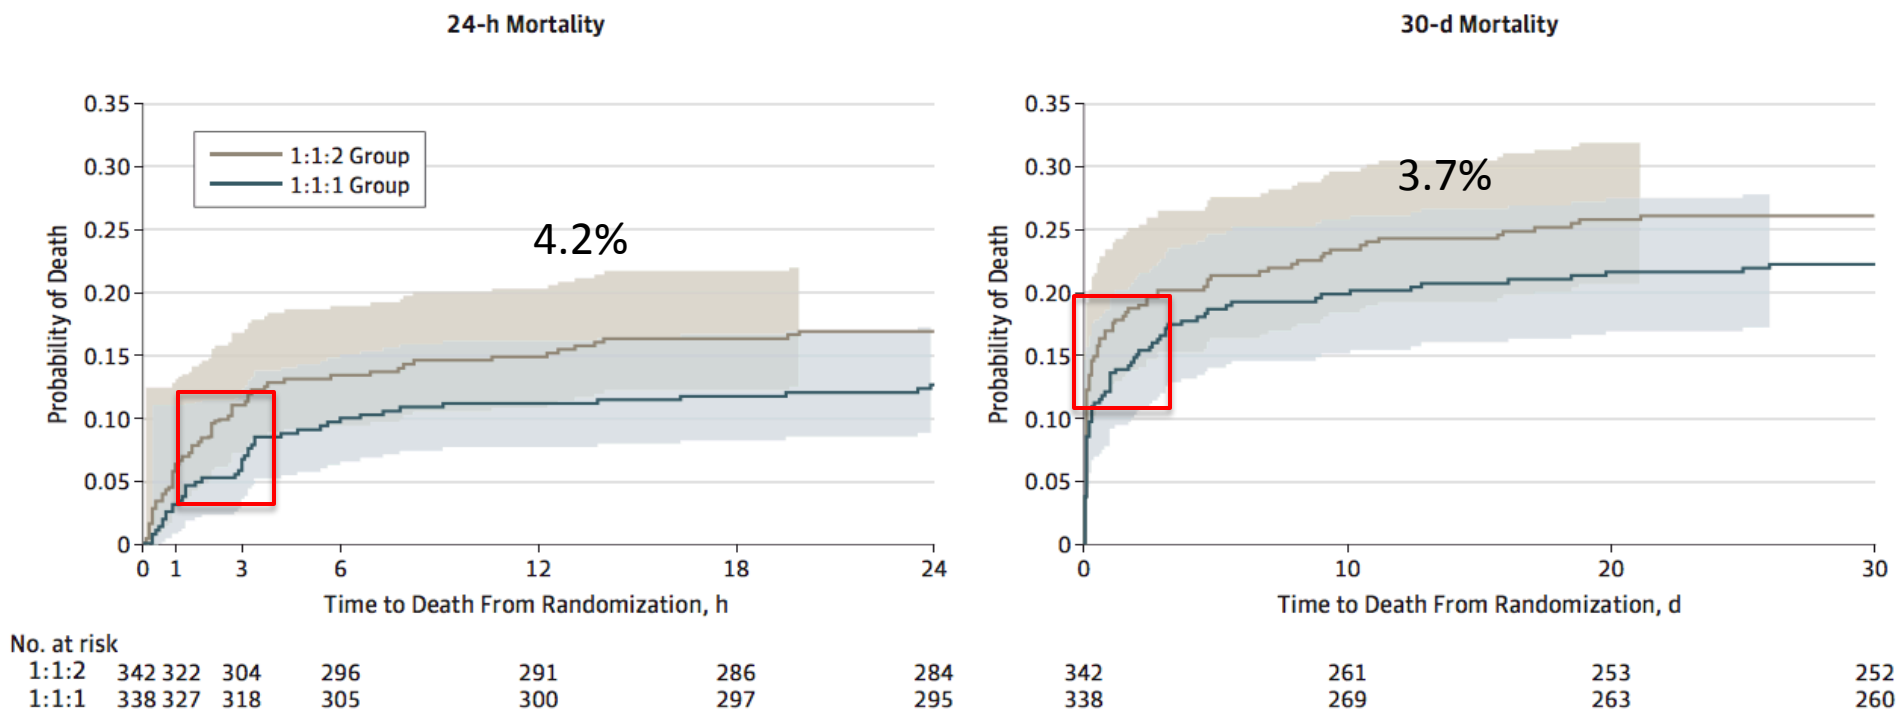 24-h Mortality
0.35
0.30
0.25
0.20
0.15
0.10
0.05
0
Probability of Death
1:1:2 Group
1:1:1 Group
4.2%
0 1 3 6 12 18 24
Time to Death From Randomization, h
No. at risk
1:1:2 342 322 304 296 291 286 284
1:1:1 338 327 318 305 300 297 295
30-d Mortality
0.35
0.30
0.25
0.20
0.15
0.10
0.05
0
Probability of Death
3.7%
0 10 20 30
Time to Death From Randomization, d
342 261 253 252
338 269 263 260